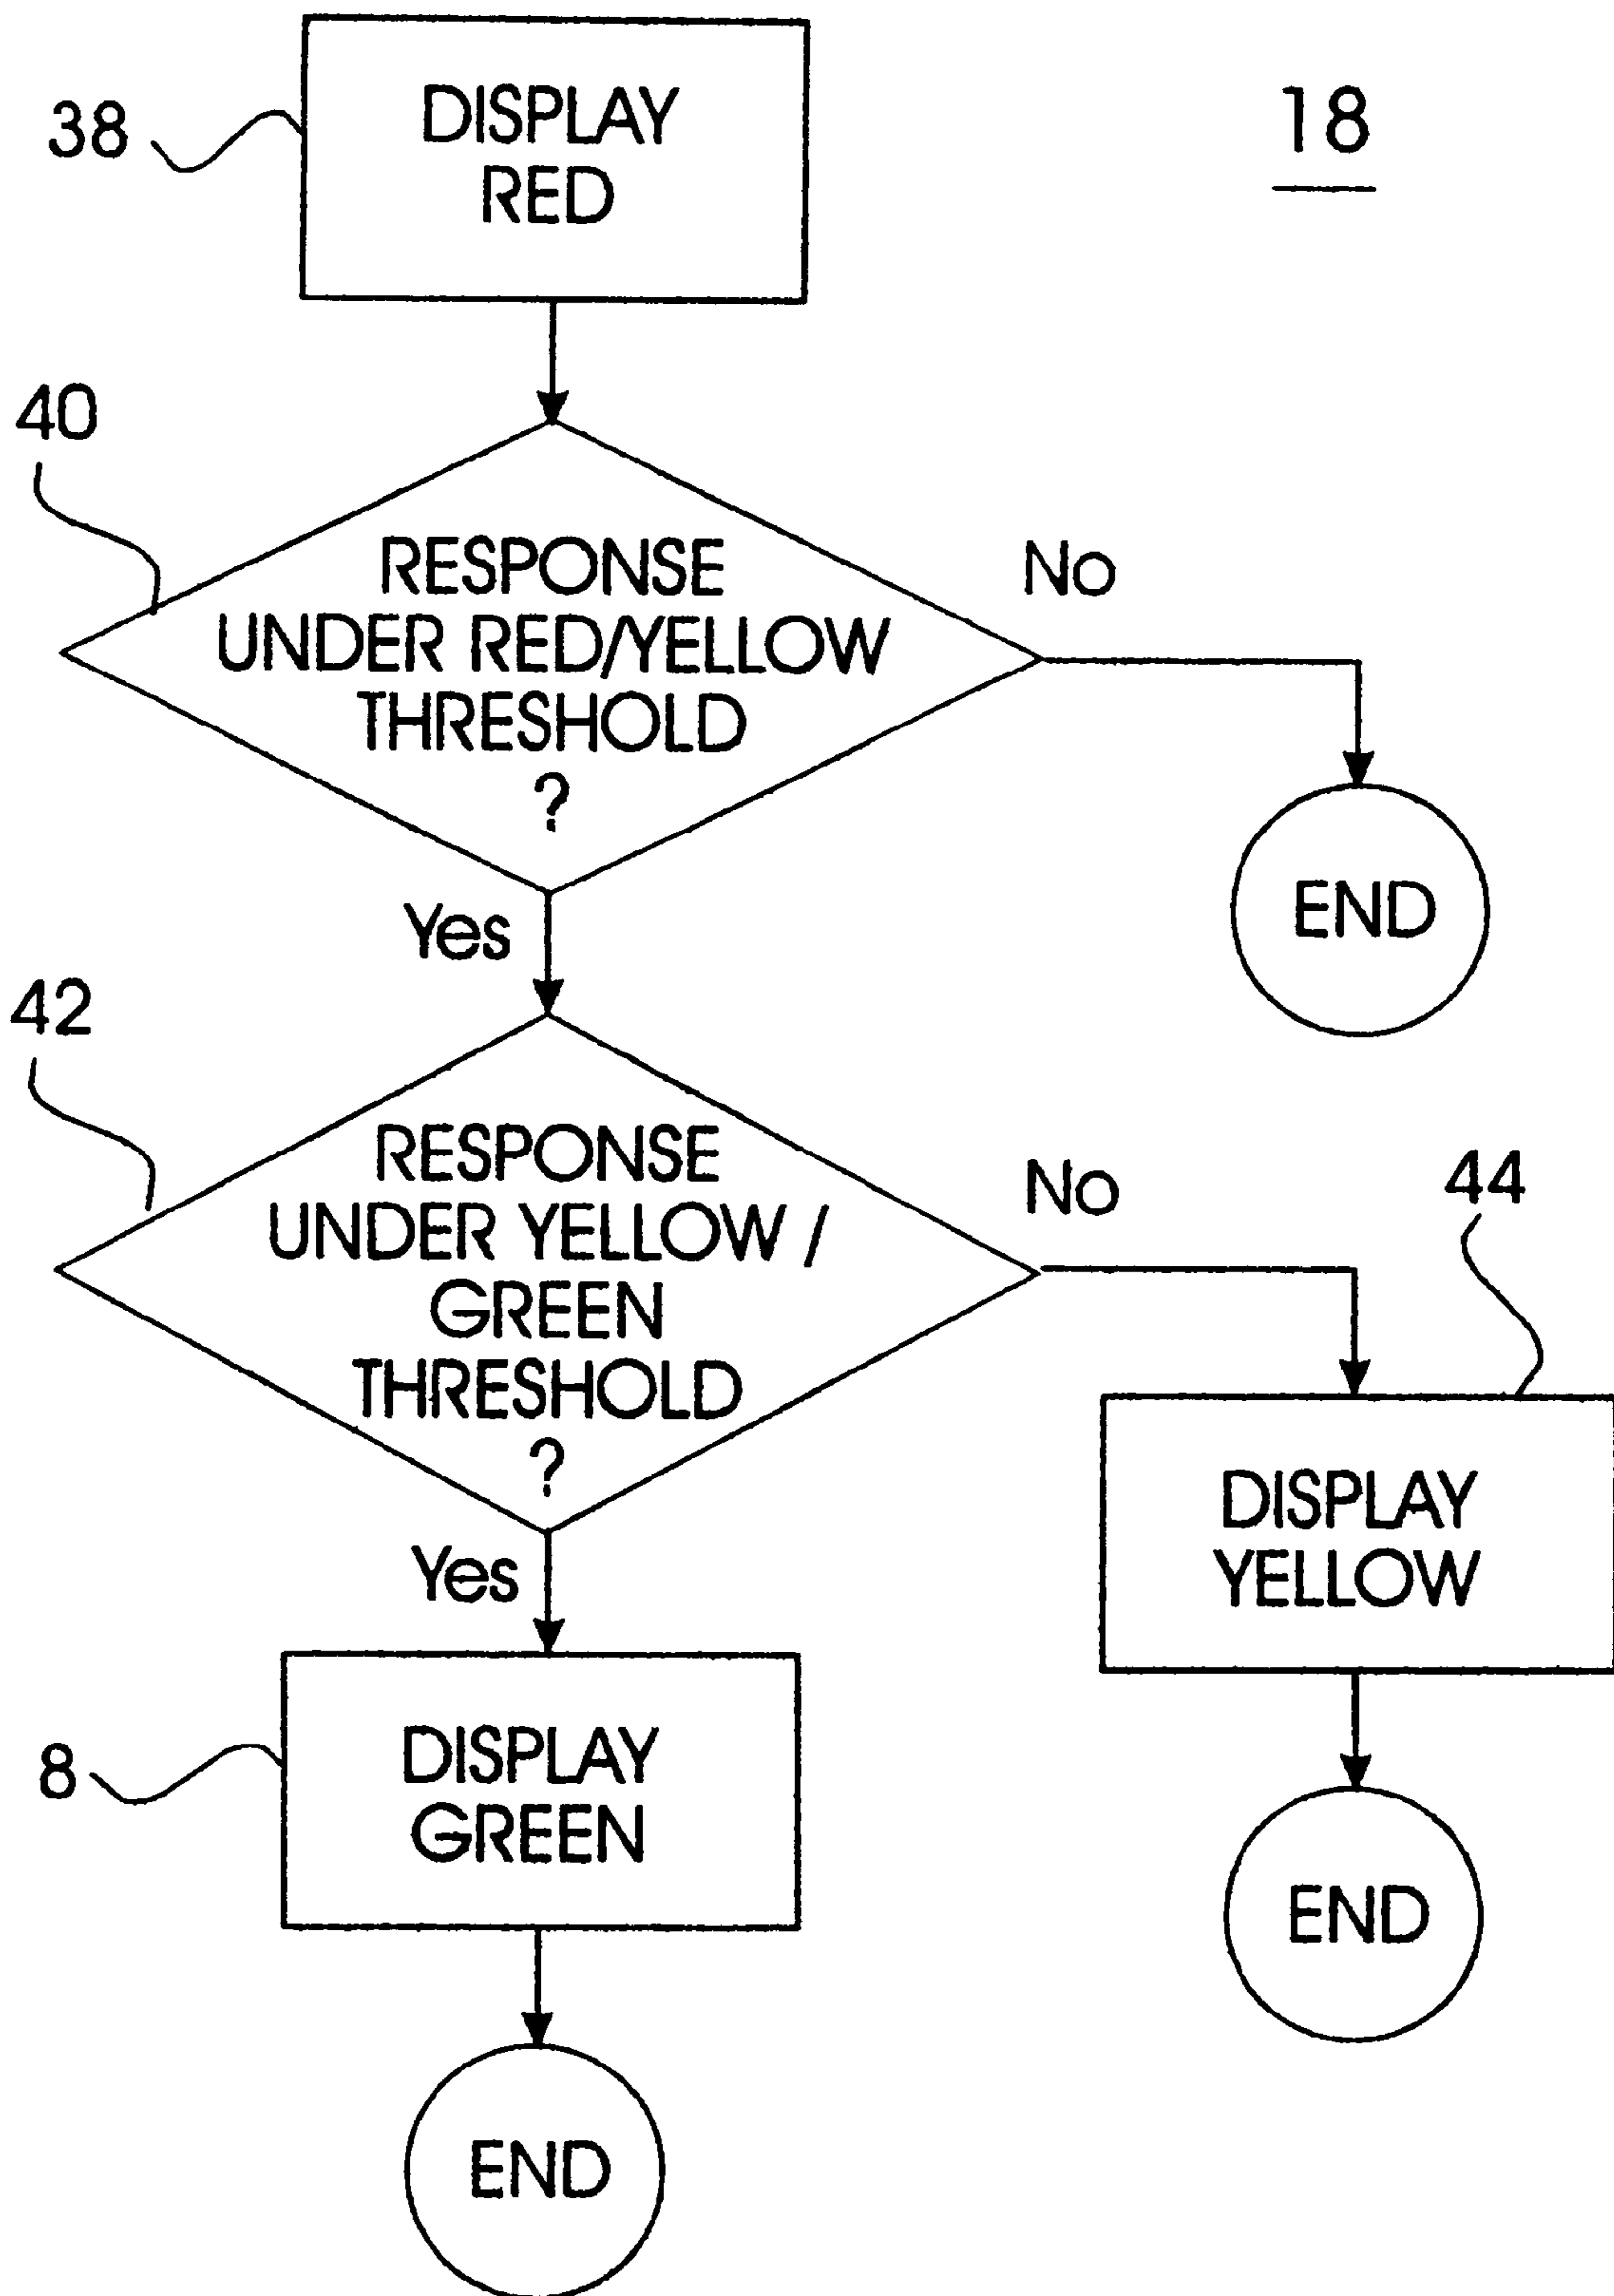 38
DISPLAY
RED
18
40
RESPONSE
UNDER RED/YELLOW
THRESHOLD
?
No
END
Yes
42
RESPONSE
UNDER YELLOW /
GREEN
THRESHOLD
?
No
44
DISPLAY
YELLOW
END
Yes
8
DISPLAY
GREEN
END